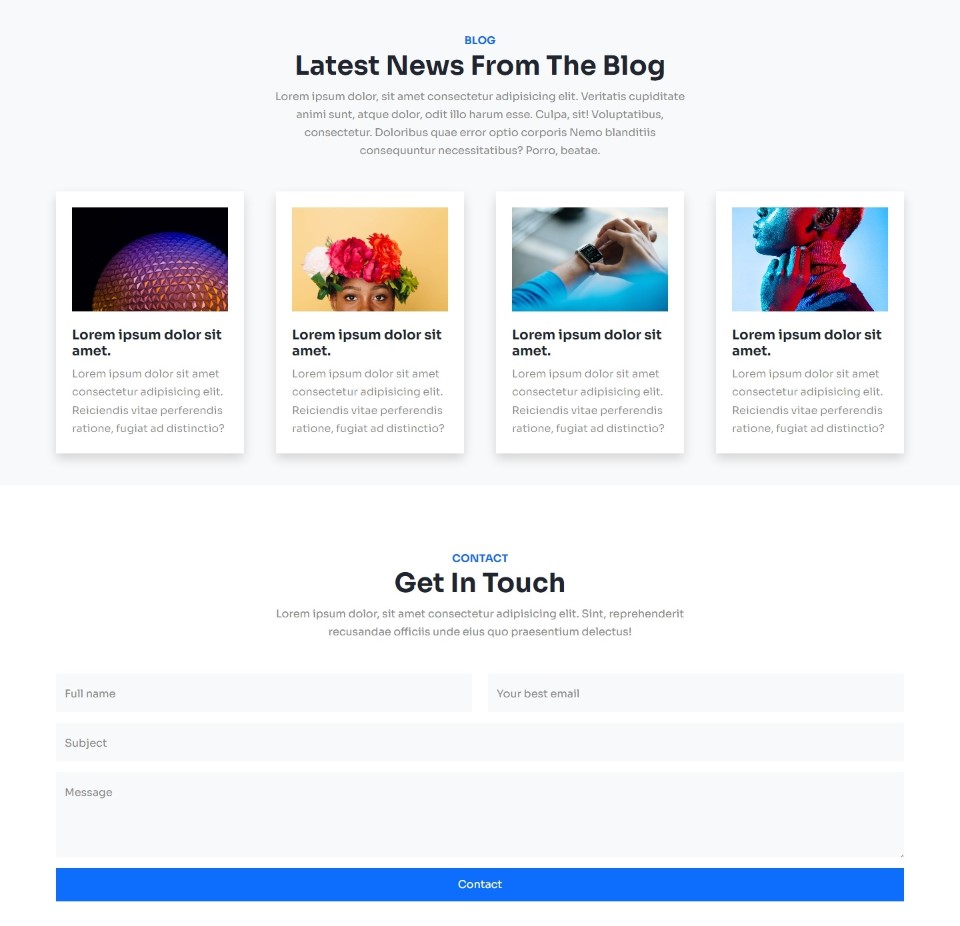 BLOG
Latest News From The Blog
Lorem ipsum dolor, sit amet consectetur adipisicing elit. Veritatis cupiditate
animi sunt, atque dolor, odit illo harum esse. Culpa, sit! Voluptatibus,
consectetur. Doloribus quae error optio corporis Nemo blanditiis
consequuntur necessitatibus? Porro, beatae.
Lorem ipsum dolor sit
amet.
Lorem ipsum dolor sit amet
consectetur adipisicing elit.
Reiciendis vitae perferendis
ratione, fugiat ad distinctio?
Lorem ipsum dolor sit
amet.
Lorem ipsum dolor sit amet
consectetur adipisicing elit.
Reiciendis vitae perferendis
ratione, fugiat ad distinctio?
Lorem ipsum dolor sit
amet.
Lorem ipsum dolor sit amet
consectetur adipisicing elit.
Reiciendis vitae perferendis
ratione, fugiat ad distinctio?
Lorem ipsum dolor sit
amet.
Lorem ipsum dolor sit amet
consectetur adipisicing elit.
Reiciendis vitae perferendis
ratione, fugiat ad distinctio?
CONTACT
Get In Touch
Lorem ipsum dolor, sit amet consectetur adipisicing elit. Sint, reprehenderit
recusandae officiis unde eius quo praesentium delectus!
Full name
Your best email
Subject
Message
Contact